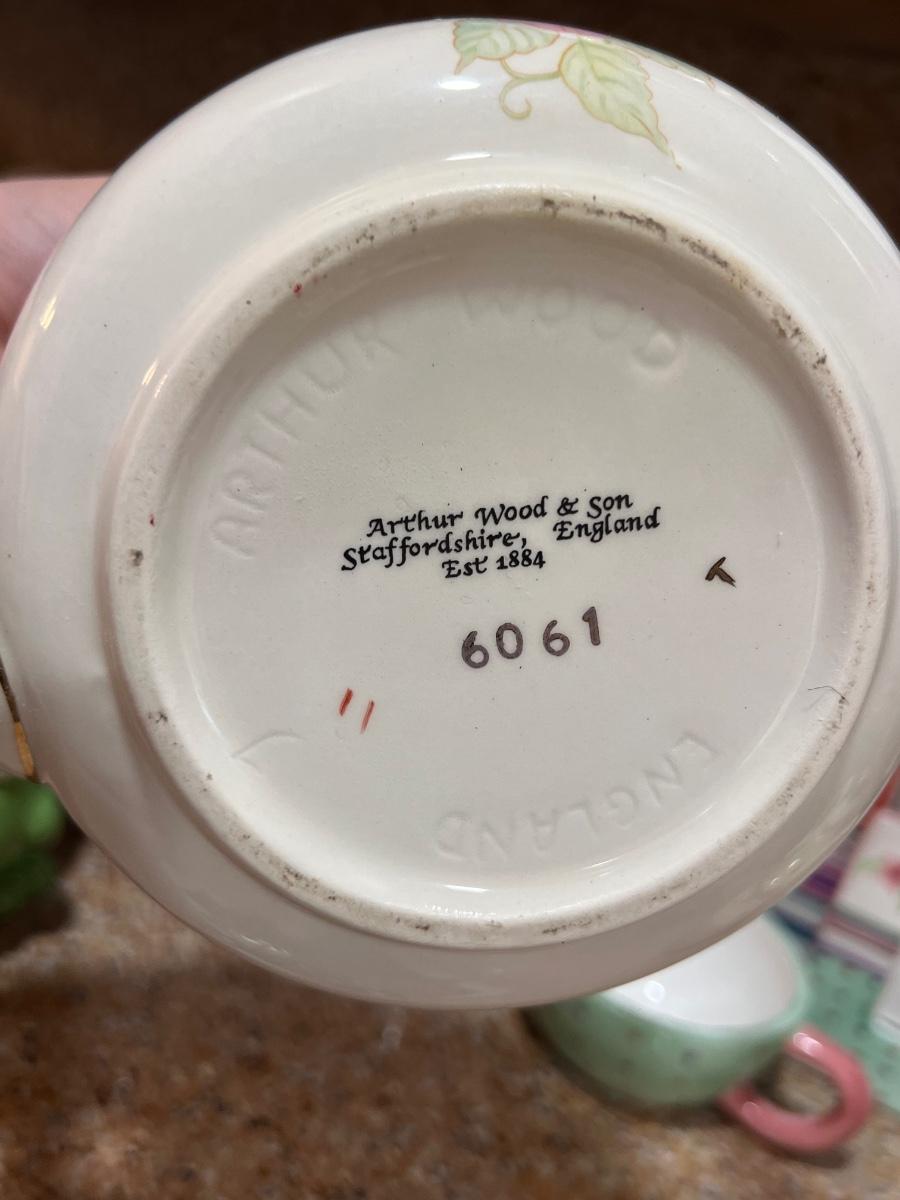 ARTHUR WOOD
Arthur Wood & Son
Staffordshire, England
Est 1884
6061
ENGLAND